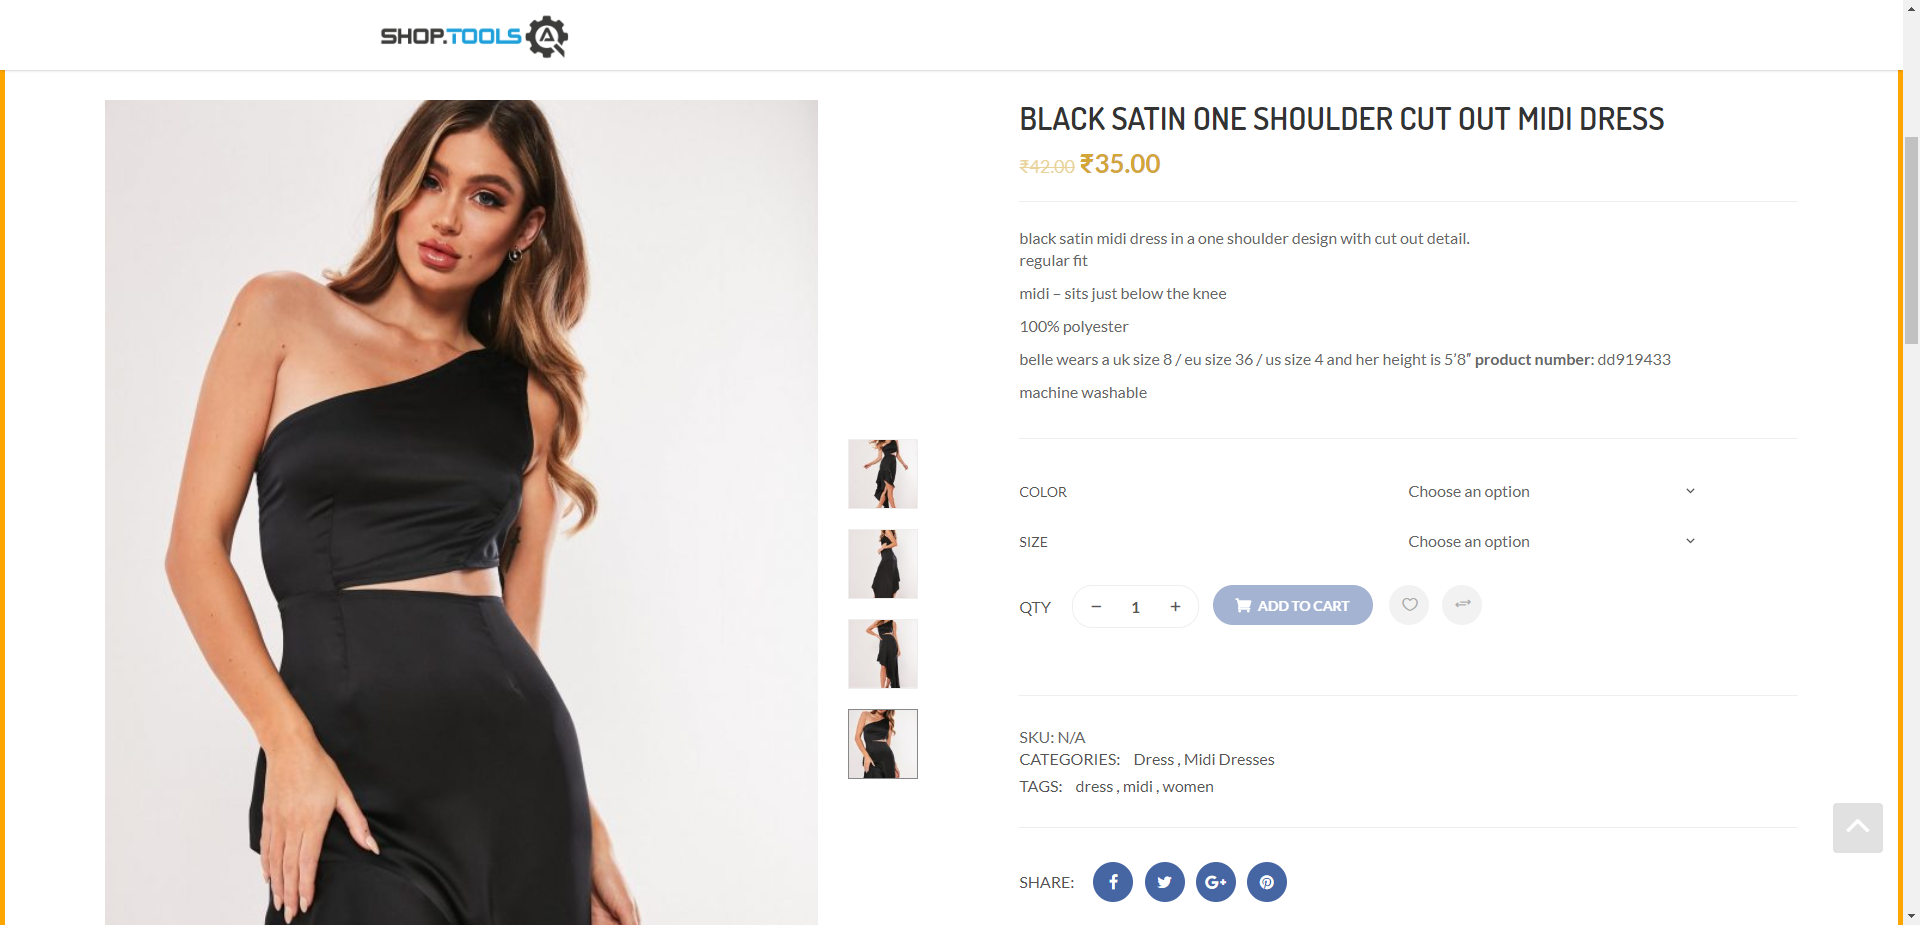 SHOP.TOOLS
BLACK SATIN ONE SHOULDER CUT OUT MIDI DRESS
₹42.00 ₹35.00
black satin midi dress in a one shoulder design with cut out detail.
regular fit
midi – sits just below the knee
100% polyester
belle wears a uk size 8 / eu size 36 / us size 4 and her height is 5’8” product number: dd919433
machine washable
COLOR Choose an option
SIZE Choose an option
QTY − 1 + ADD TO CART
SKU: N/A
CATEGORIES: Dress , Midi Dresses
TAGS: dress , midi , women
SHARE: